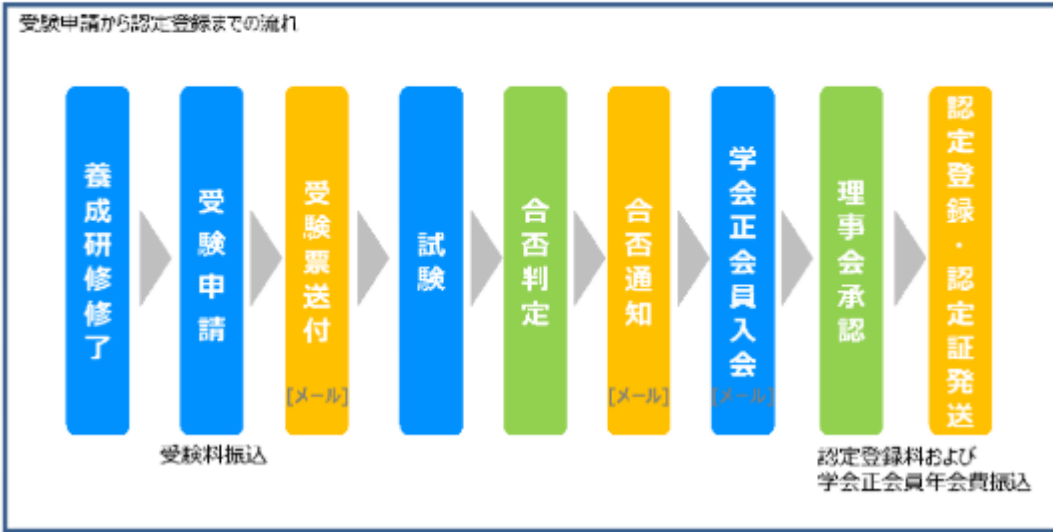 受験申請から認定登録までの流れ
養成研修修了
受験申請
受験票送付
[メール]
試験
合否判定
合否通知
[メール]
学会正会員入会
[メール]
理事会承認
認定登録・認定証発送
受験料振込
認定登録料および
学会正会員年会費振込